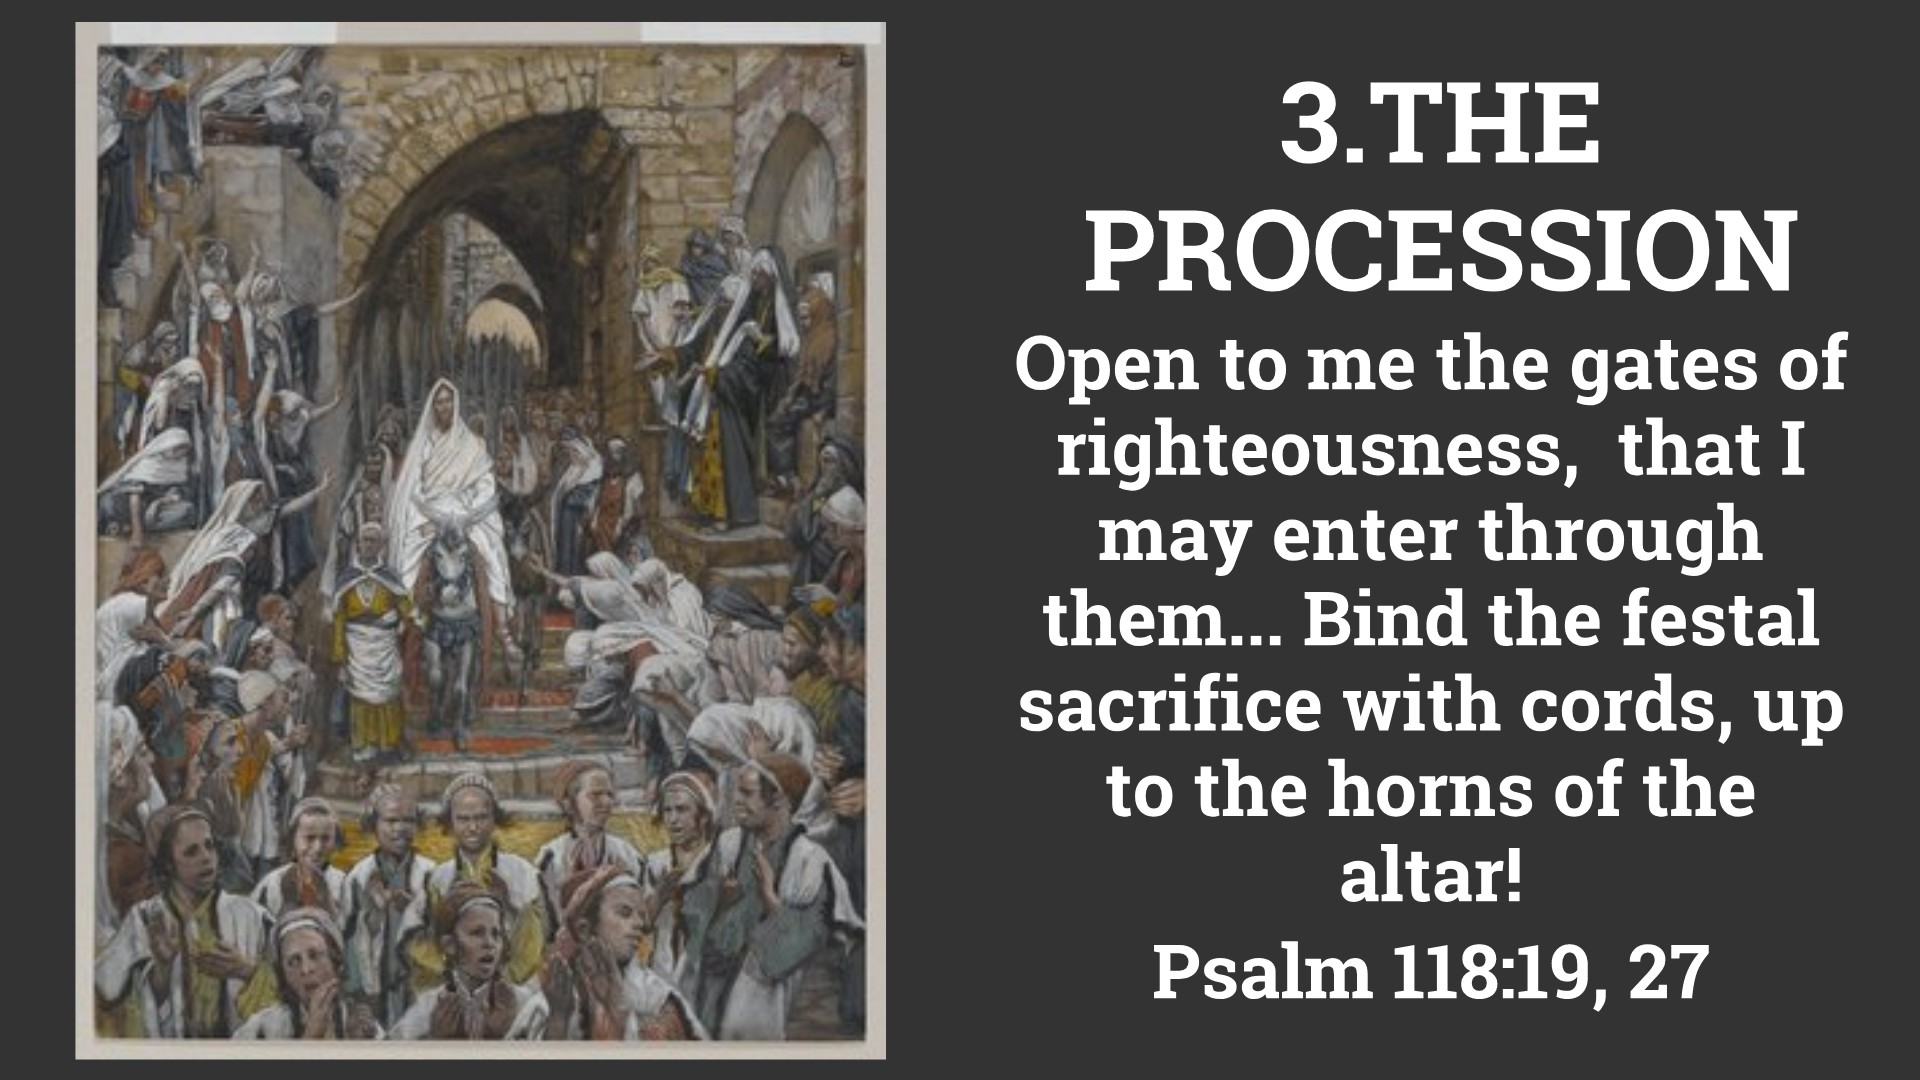 3.THE
PROCESSION
Open to me the gates of
righteousness,  that I
may enter through
them... Bind the festal
sacrifice with cords, up
to the horns of the
altar!
Psalm 118:19, 27